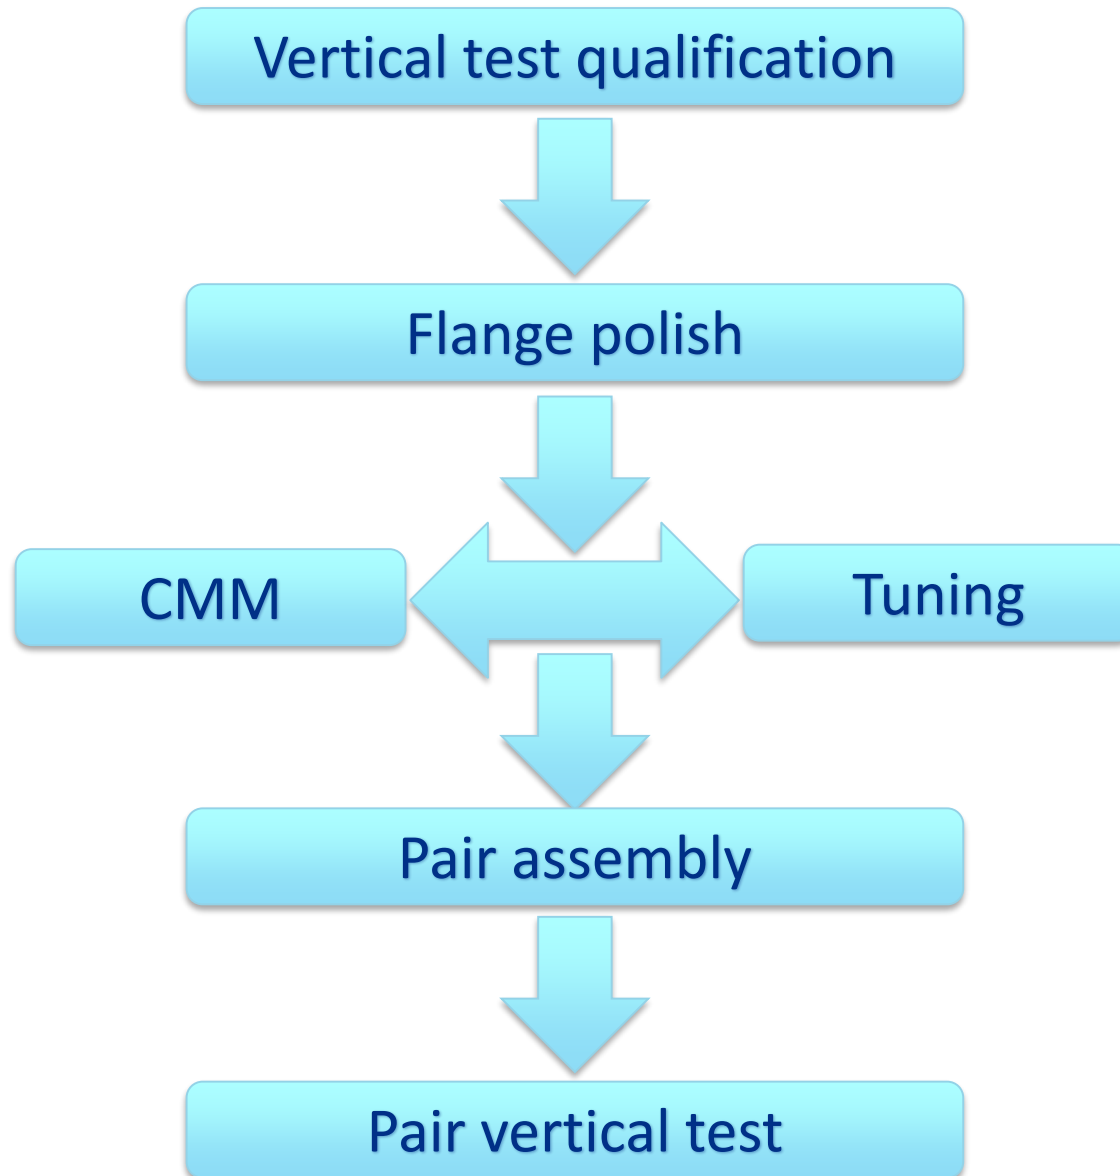 Vertical test qualification
Flange polish
CMM
Tuning
Pair assembly
Pair vertical test